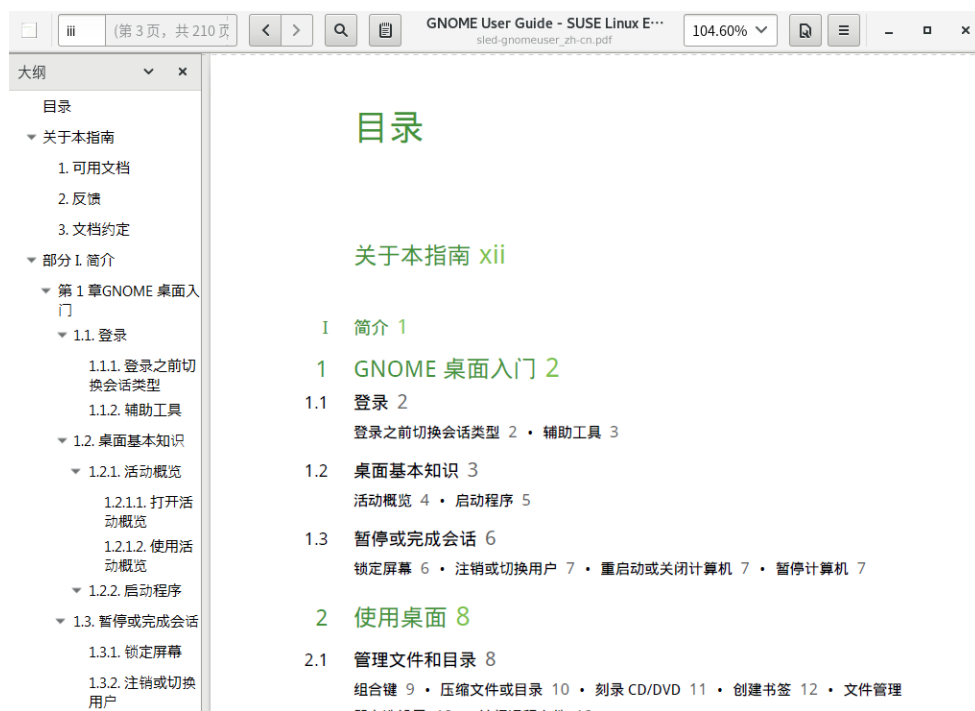 iii
(第 3 页，共 210 页
GNOME User Guide - SUSE Linux E…
sled-gnomeuser_zh-cn.pdf
104.60%
大纲
目录
关于本指南
1. 可用文档
2. 反馈
3. 文档约定
部分 I. 简介
第 1 章GNOME 桌面入
门
1.1. 登录
1.1.1. 登录之前切
换会话类型
1.1.2. 辅助工具
1.2. 桌面基本知识
1.2.1. 活动概览
1.2.1.1. 打开活
动概览
1.2.1.2. 使用活
动概览
1.2.2. 启动程序
1.3. 暂停或完成会话
1.3.1. 锁定屏幕
1.3.2. 注销或切换
用户
目录
关于本指南 xii
I 简介 1
1 GNOME 桌面入门 2
1.1 登录 2
登录之前切换会话类型 2 • 辅助工具 3
1.2 桌面基本知识 3
活动概览 4 • 启动程序 5
1.3 暂停或完成会话 6
锁定屏幕 6 • 注销或切换用户 7 • 重启动或关闭计算机 7 • 暂停计算机 7
2 使用桌面 8
2.1 管理文件和目录 8
组合键 9 • 压缩文件或目录 10 • 刻录 CD/DVD 11 • 创建书签 12 • 文件管理